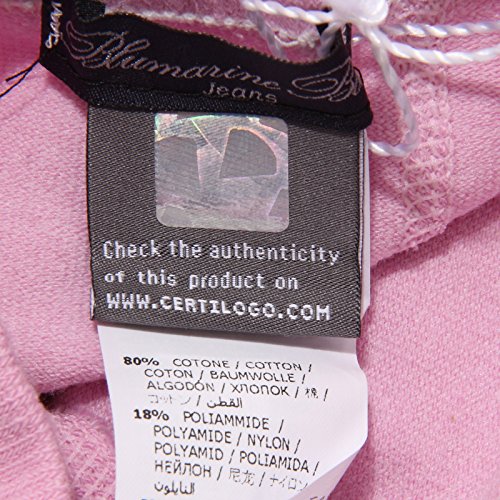 Blumarine
Jeans
Check the authenticity
of this product on
WWW.CERTILOGO.COM
80% COTONE / COTTON /
COTON / BAUMWOLLE /
ALGODÓN / ХЛОПОК / 棉 /
コットン / القطن
18% POLIAMMIDE /
POLYAMIDE / NYLON /
POLYAMID / POLIAMIDA /
НЕЙЛОН / 尼龙 / ナイロン
النايلون